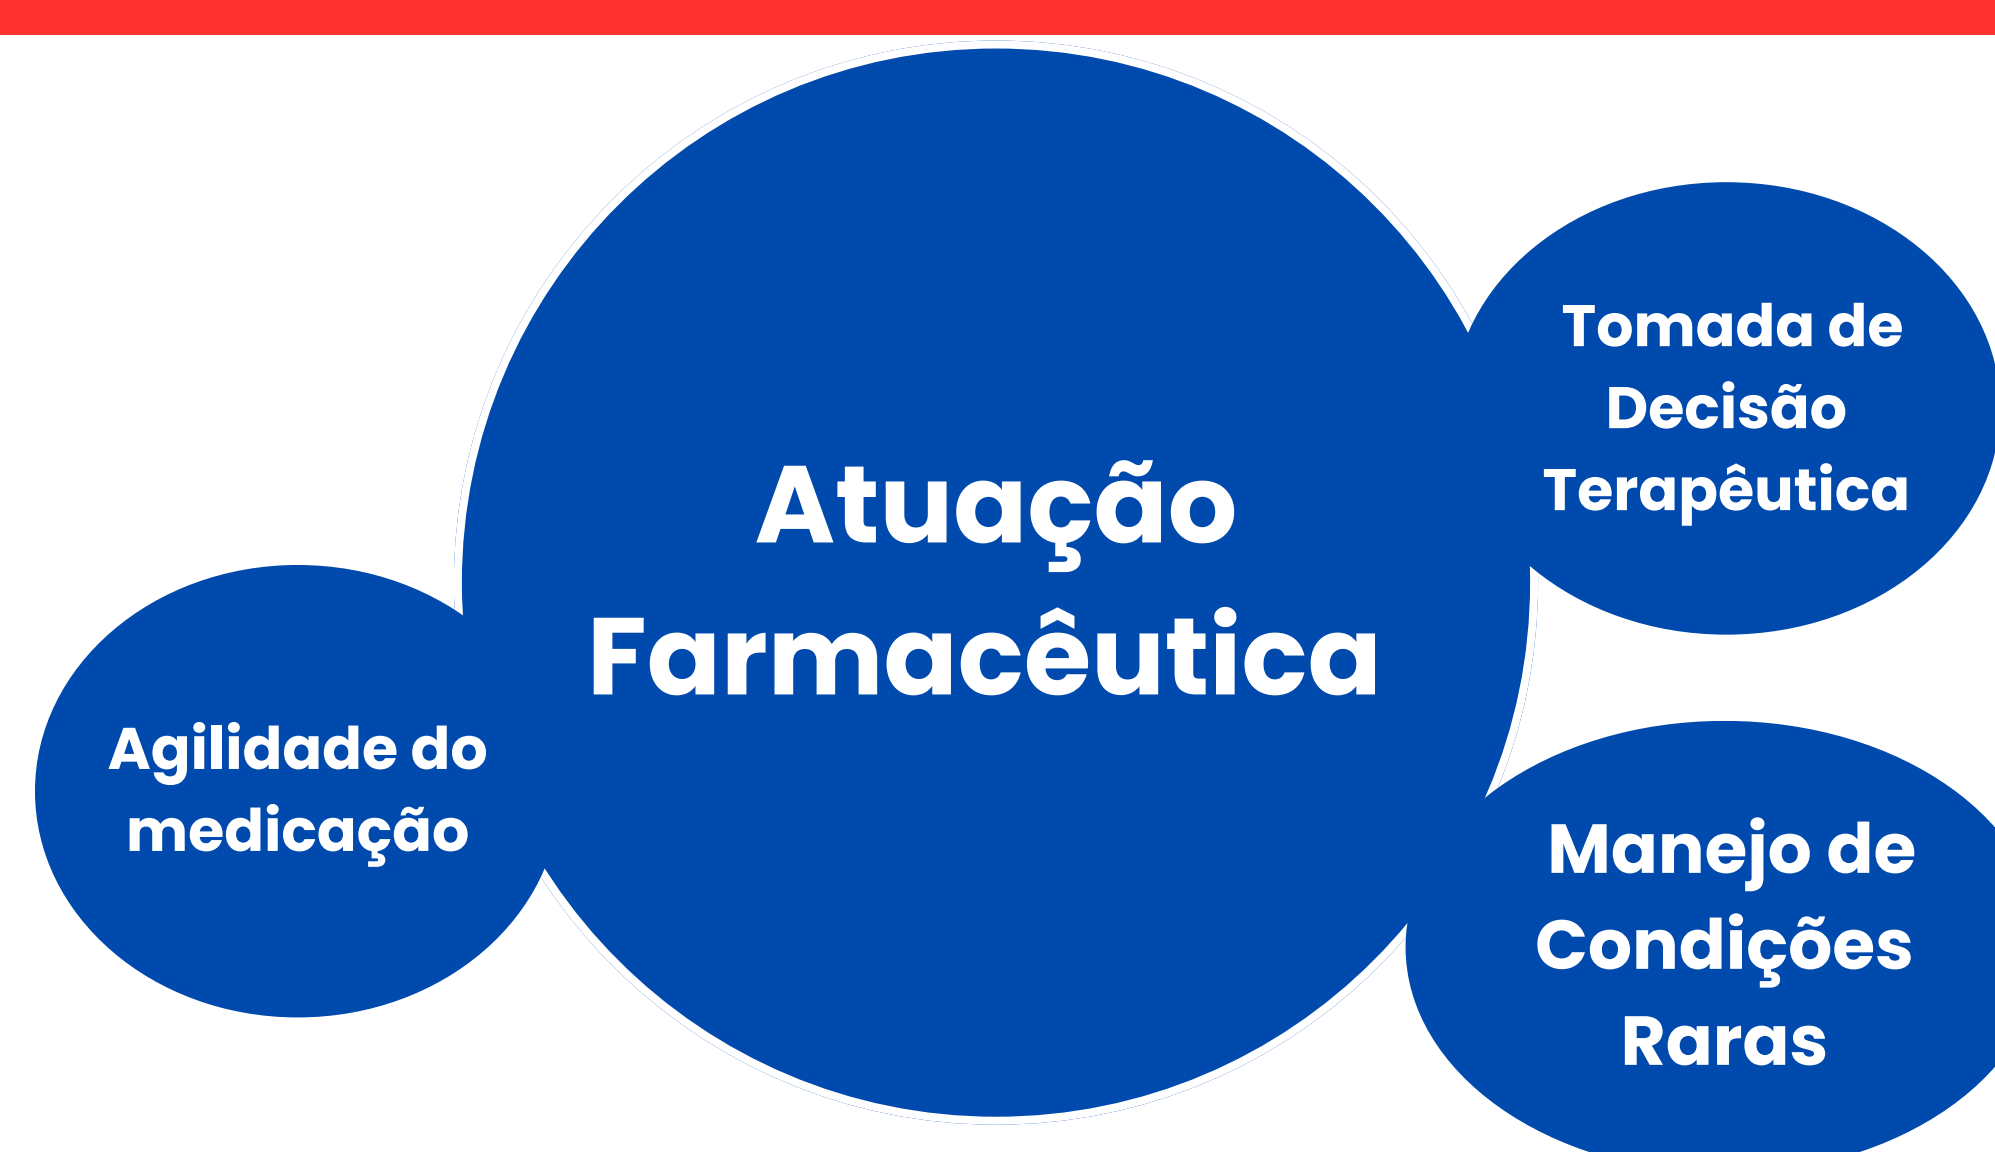 Atuação
Farmacêutica
Tomada de
Decisão
Terapêutica
Agilidade do
medicação
Manejo de
Condições
Raras